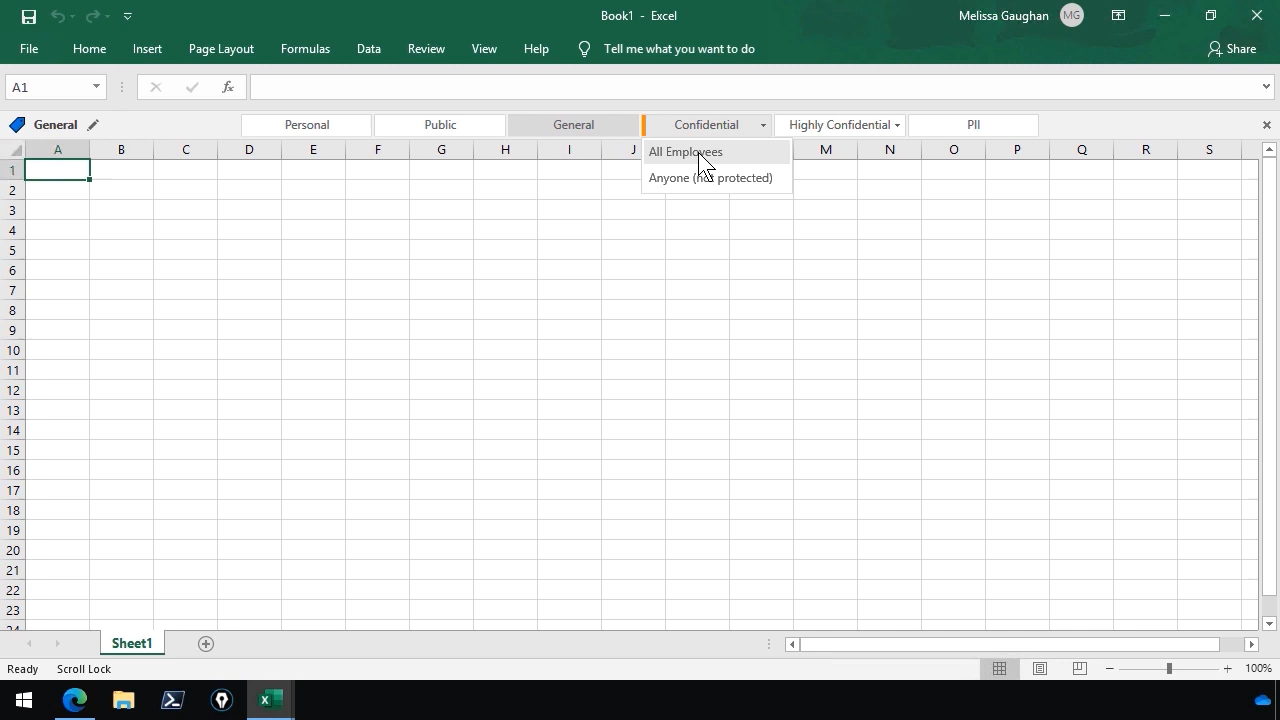 Book1 - Excel
Melissa Gaughan
MG
File Home Insert Page Layout Formulas Data Review View Help Tell me what you want to do Share
A1
fx
General Personal Public General Confidential Highly Confidential PII
A B C D E F G H I J M N O P Q R S
All Employees
Anyone (not protected)
1
2
3
4
5
6
7
8
9
10
11
12
13
14
15
16
17
18
19
20
21
22
23
24
Sheet1
Ready Scroll Lock 100%